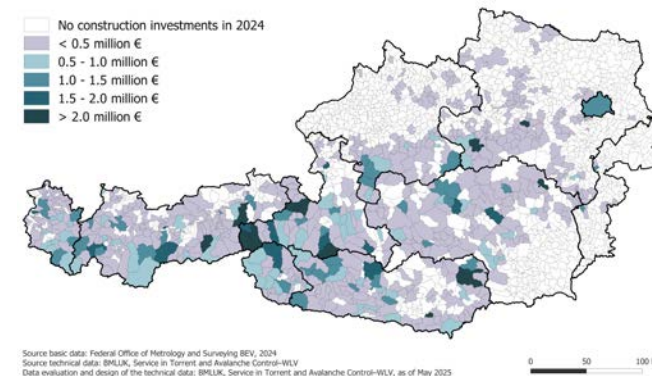 No construction investments in 2024
< 0.5 million €
0.5 - 1.0 million €
1.0 - 1.5 million €
1.5 - 2.0 million €
> 2.0 million €
Source basic data: Federal Office of Metrology and Surveying BEV, 2024
Source technical data: BMLUK, Service in Torrent and Avalanche Control–WLV
Data evaluation and design of the technical data: BMLUK, Service in Torrent and Avalanche Control–WLV, as of May 2025
0 50 100